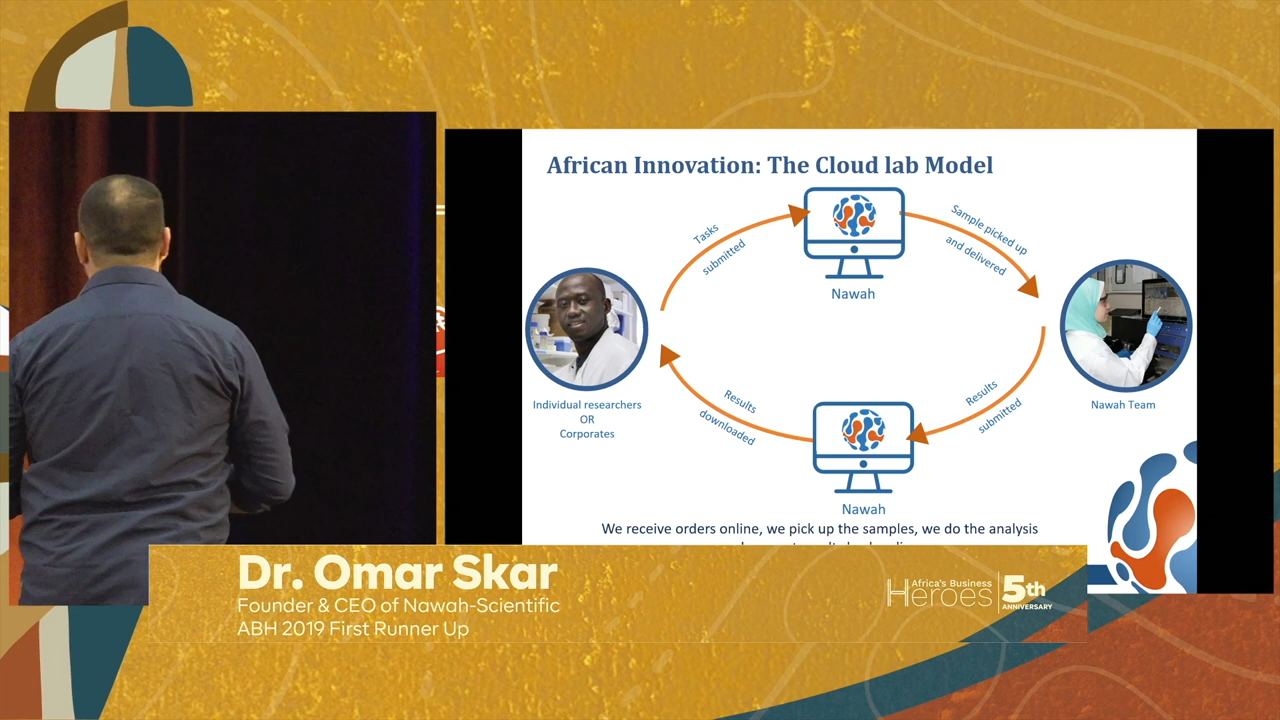 African Innovation: The Cloud lab Model
Tasks
submitted
Sample picked up
and delivered
Nawah
Individual researchers
OR
Corporates
Nawah Team
Results
downloaded
Results
submitted
Nawah
We receive orders online, we pick up the samples, we do the analysis
Dr. Omar Skar
Founder & CEO of Nawah-Scientific
ABH 2019 First Runner Up
Africa's Business
Heroes
5th
ANNIVERSARY